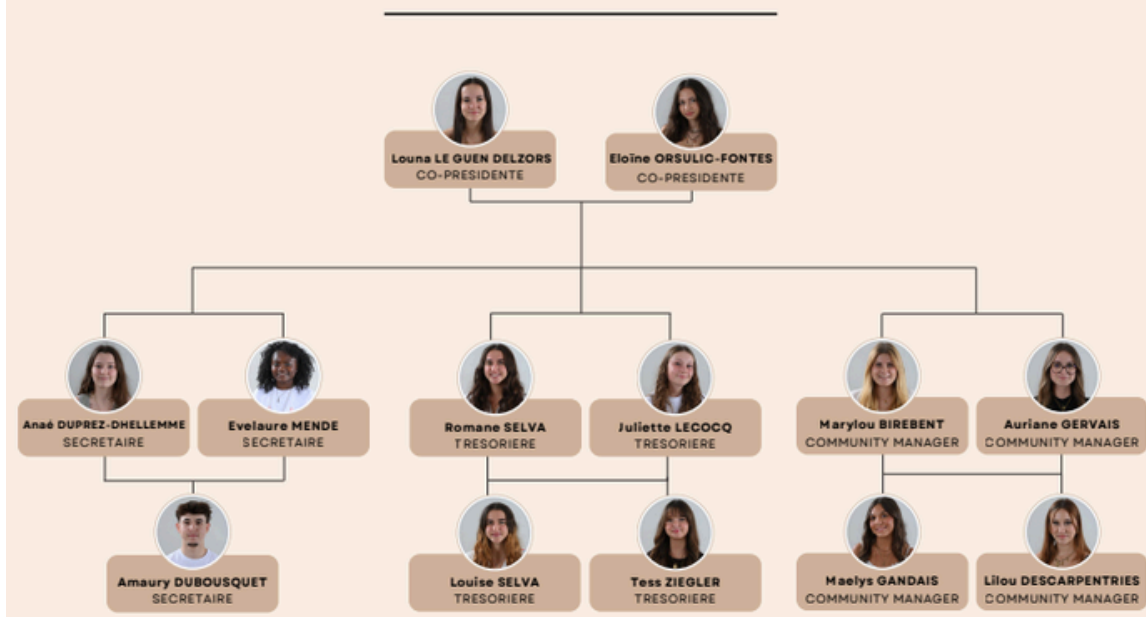 Louna LE GUEN DELZORS
CO-PRESIDENTE
Eloïne ORSULIC-FONTES
CO-PRESIDENTE
Anaé DUPREZ-DHELLEMME
SECRETAIRE
Evelaure MENDE
SECRETAIRE
Romane SELVA
TRESORIERE
Juliette LECOCQ
TRESORIERE
Marylou BIREBENT
COMMUNITY MANAGER
Auriane GERVAIS
COMMUNITY MANAGER
Amaury DUBOUSQUET
SECRETAIRE
Louise SELVA
TRESORIERE
Tess ZIEGLER
TRESORIERE
Maelys GANDAIS
COMMUNITY MANAGER
Lilou DESCARPENTRIES
COMMUNITY MANAGER